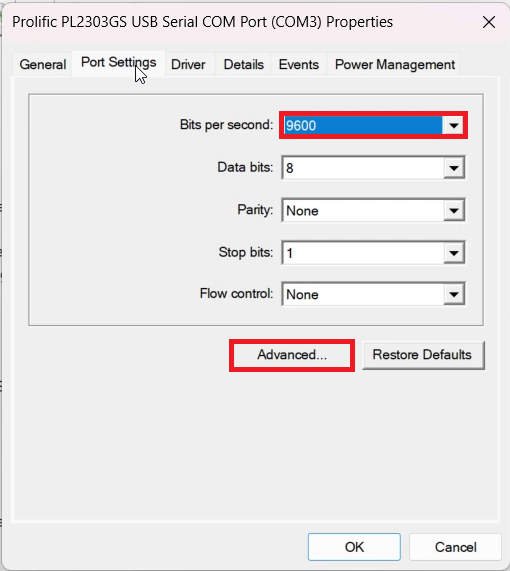 Prolific PL2303GS USB Serial COM Port (COM3) Properties
General Port Settings Driver Details Events Power Management
Bits per second: 9600
Data bits: 8
Parity: None
Stop bits: 1
Flow control: None
Advanced... Restore Defaults
OK Cancel